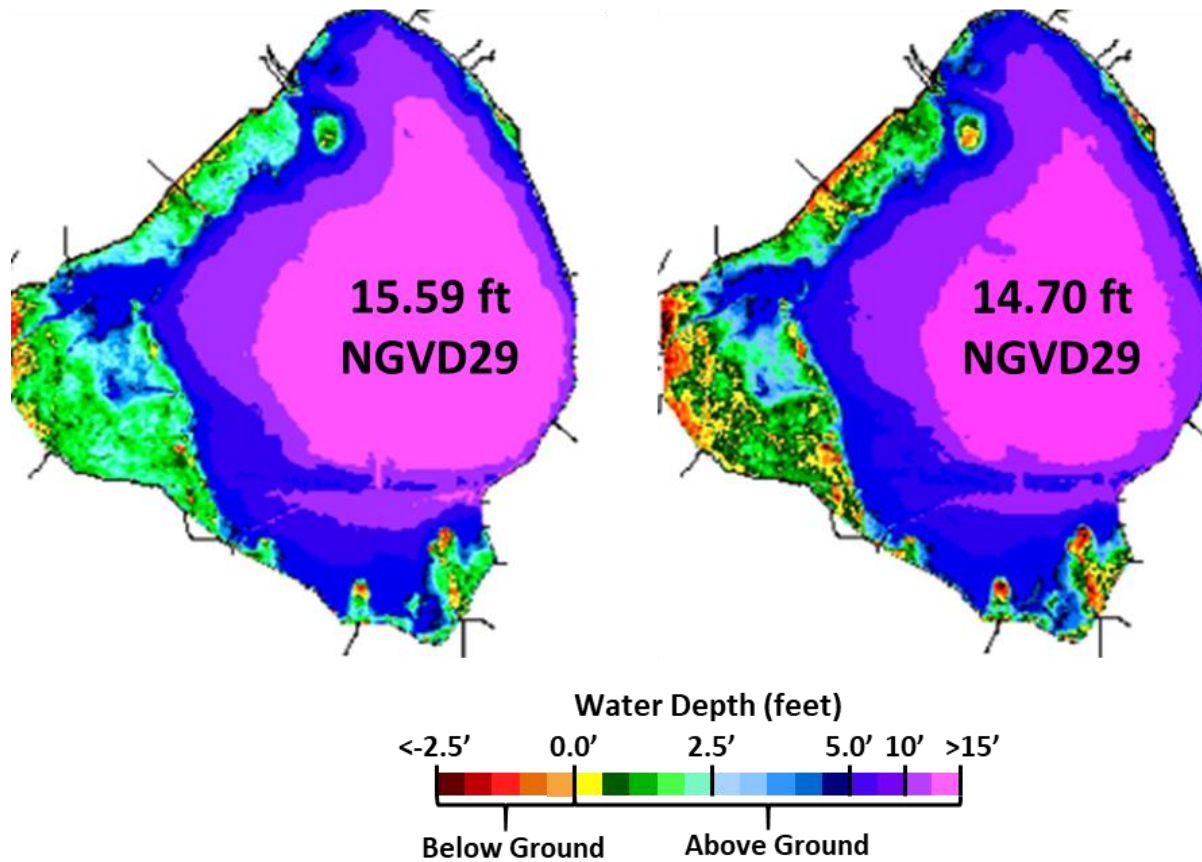 15.59 ft
NGVD29
14.70 ft
NGVD29
Water Depth (feet)
<-2.5’ 0.0’ 2.5’ 5.0’ 10’ >15’
Below Ground Above Ground